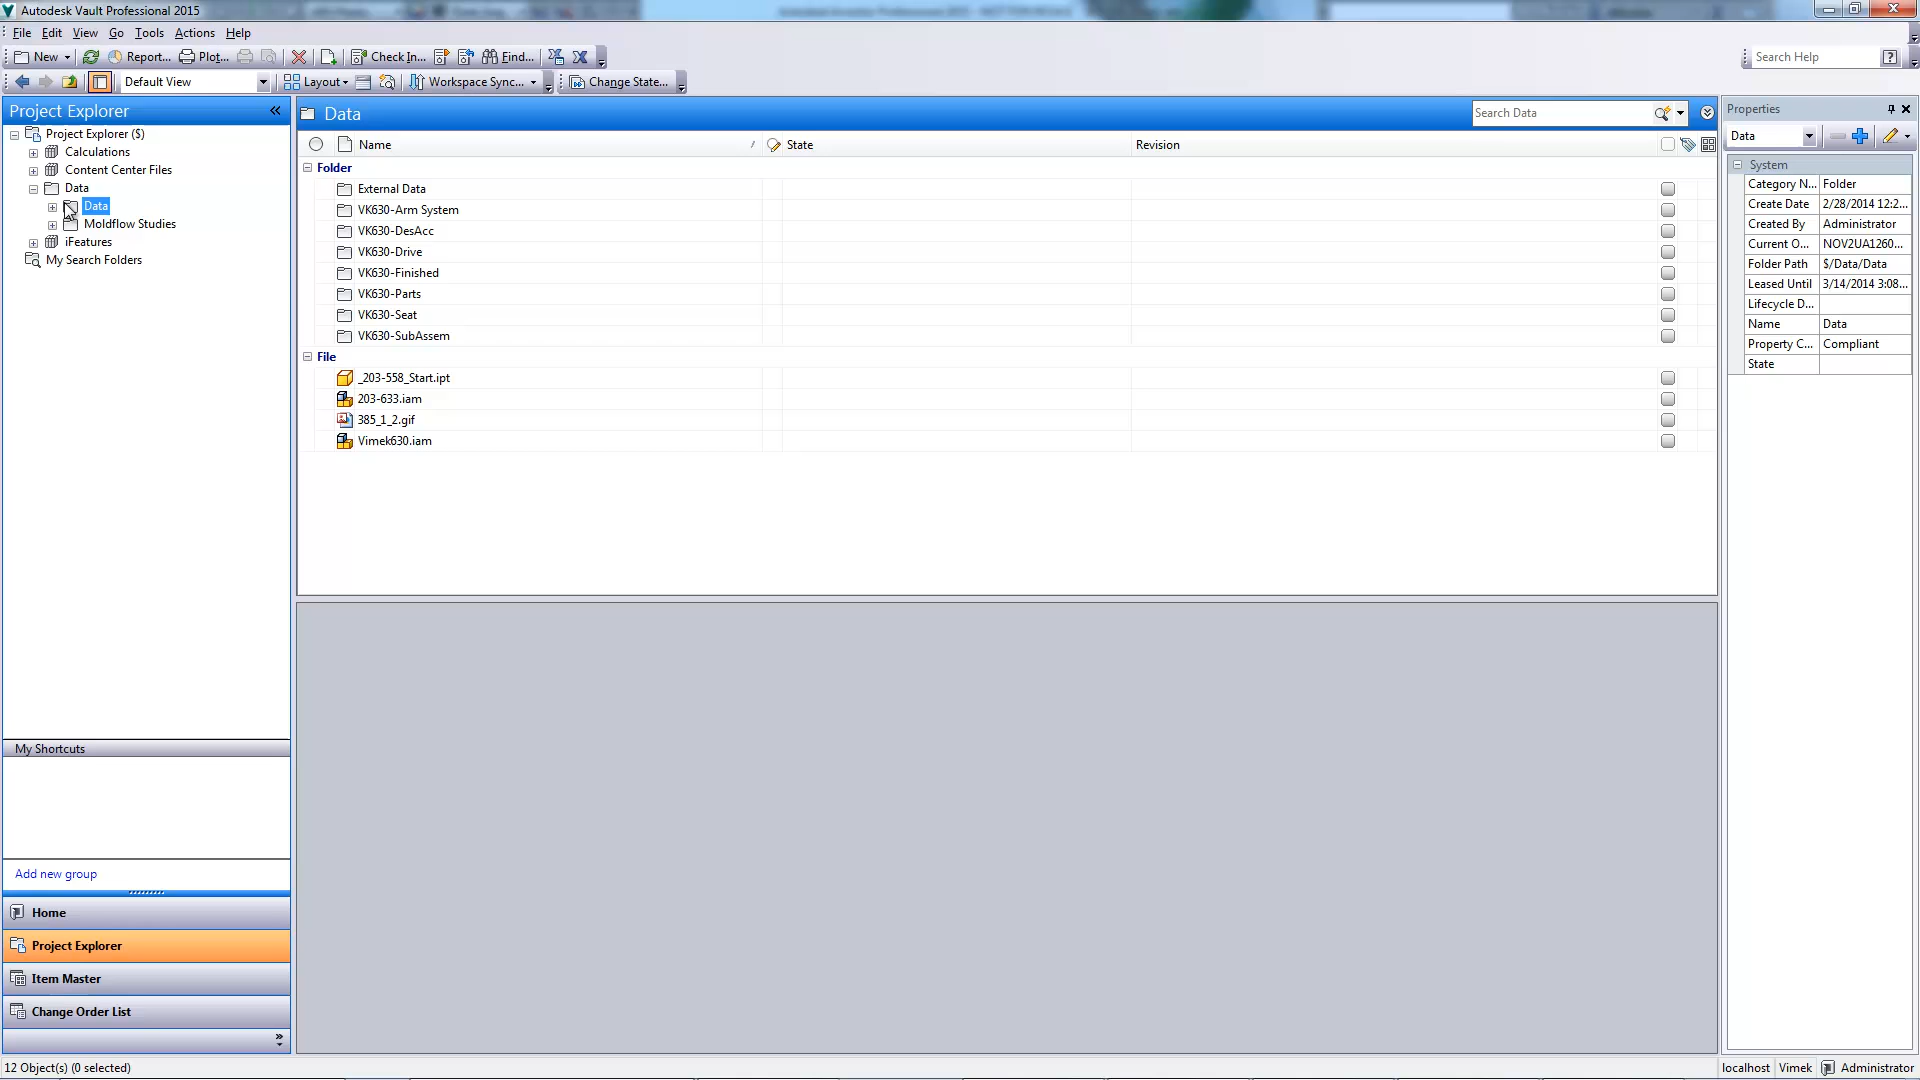 Autodesk Vault Professional 2015
File Edit View Go Tools Actions Help
New Report... Plot... Check In... Find... Search Help
Default View Layout Workspace Sync... Change State...
Project Explorer
Project Explorer ($)
Calculations
Content Center Files
Data
Data
Moldflow Studies
iFeatures
My Search Folders
My Shortcuts
Add new group
Home
Project Explorer
Item Master
Change Order List
Data Search Data
Name State Revision
Folder
External Data
VK630-Arm System
VK630-DesAcc
VK630-Drive
VK630-Finished
VK630-Parts
VK630-Seat
VK630-SubAssem
File
_203-558_Start.ipt
203-633.iam
385_1_2.gif
Vimek630.iam
Properties
Data
System
Category N... Folder
Create Date 2/28/2014 12:2...
Created By Administrator
Current O... NOV2UA1260...
Folder Path $/Data/Data
Leased Until 3/14/2014 3:08...
Lifecycle D...
Name Data
Property C... Compliant
State
12 Object(s) (0 selected) localhost Vimek Administrator